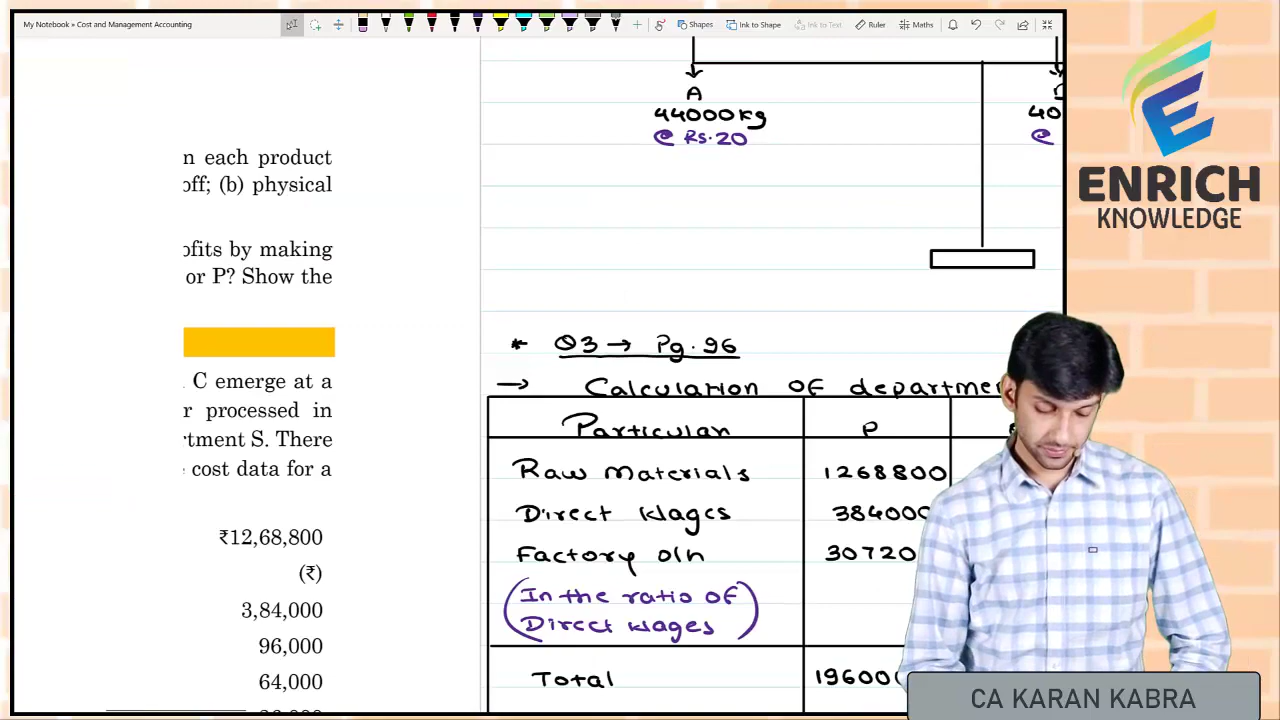 My Notebook » Cost and Management Accounting
Shapes
Ink to Shape
Ink to Text
Ruler
Maths
n each product
off; (b) physical
ofits by making
or P? Show the
C emerge at a
r processed in
rtment S. There
cost data for a
₹12,68,800
(₹)
3,84,000
96,000
64,000
A
44000kg
@ Rs.20
40
@
* Q3 → Pg. 96
→ Calculation of departmen
Particular
P
Raw Materials 1268800
Direct Wages 384000
Factory O/h 30720
(In the ratio of
Direct Wages)
Total 19600
ENRICH
KNOWLEDGE
CA KARAN KABRA